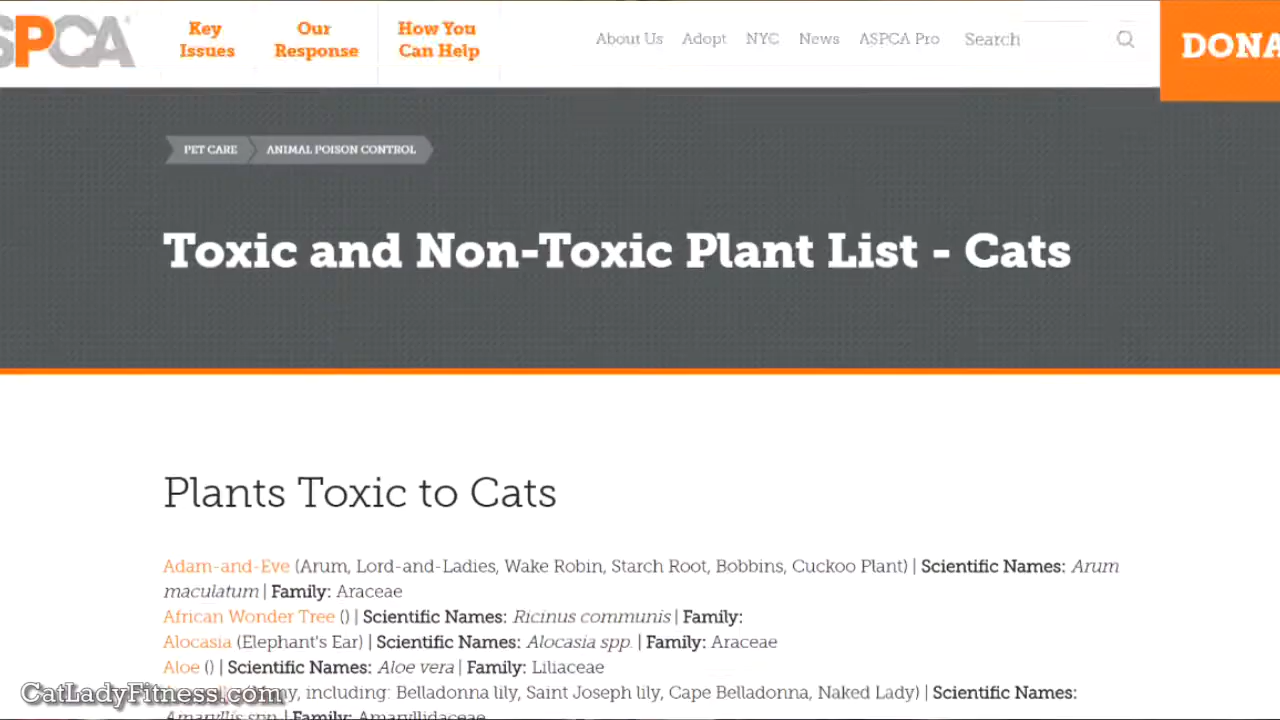 SPCA
Key Issues
Our Response
How You Can Help
About Us
Adopt
NYC
News
ASPCA Pro
Search
DONA
PET CARE
ANIMAL POISON CONTROL
Toxic and Non-Toxic Plant List - Cats
Plants Toxic to Cats
Adam-and-Eve (Arum, Lord-and-Ladies, Wake Robin, Starch Root, Bobbins, Cuckoo Plant) | Scientific Names: Arum
maculatum | Family: Araceae
African Wonder Tree () | Scientific Names: Ricinus communis | Family:
Alocasia (Elephant's Ear) | Scientific Names: Alocasia spp. | Family: Araceae
Aloe () | Scientific Names: Aloe vera | Family: Liliaceae
including: Belladonna lily, Saint Joseph lily, Cape Belladonna, Naked Lady) | Scientific Names:
Amaryllis spp. | Family: Amaryllidaceae
CatLadyFitness.com